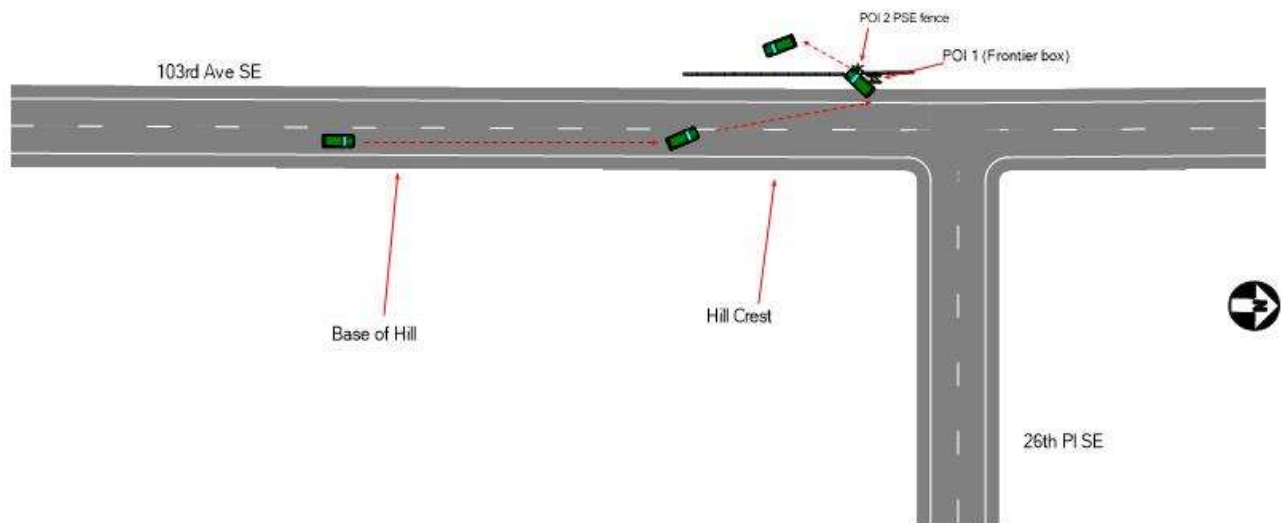 POI 2 PSE fence
POI 1 (Frontier box)
103rd Ave SE
Hill Crest
Base of Hill
N
26th Pl SE